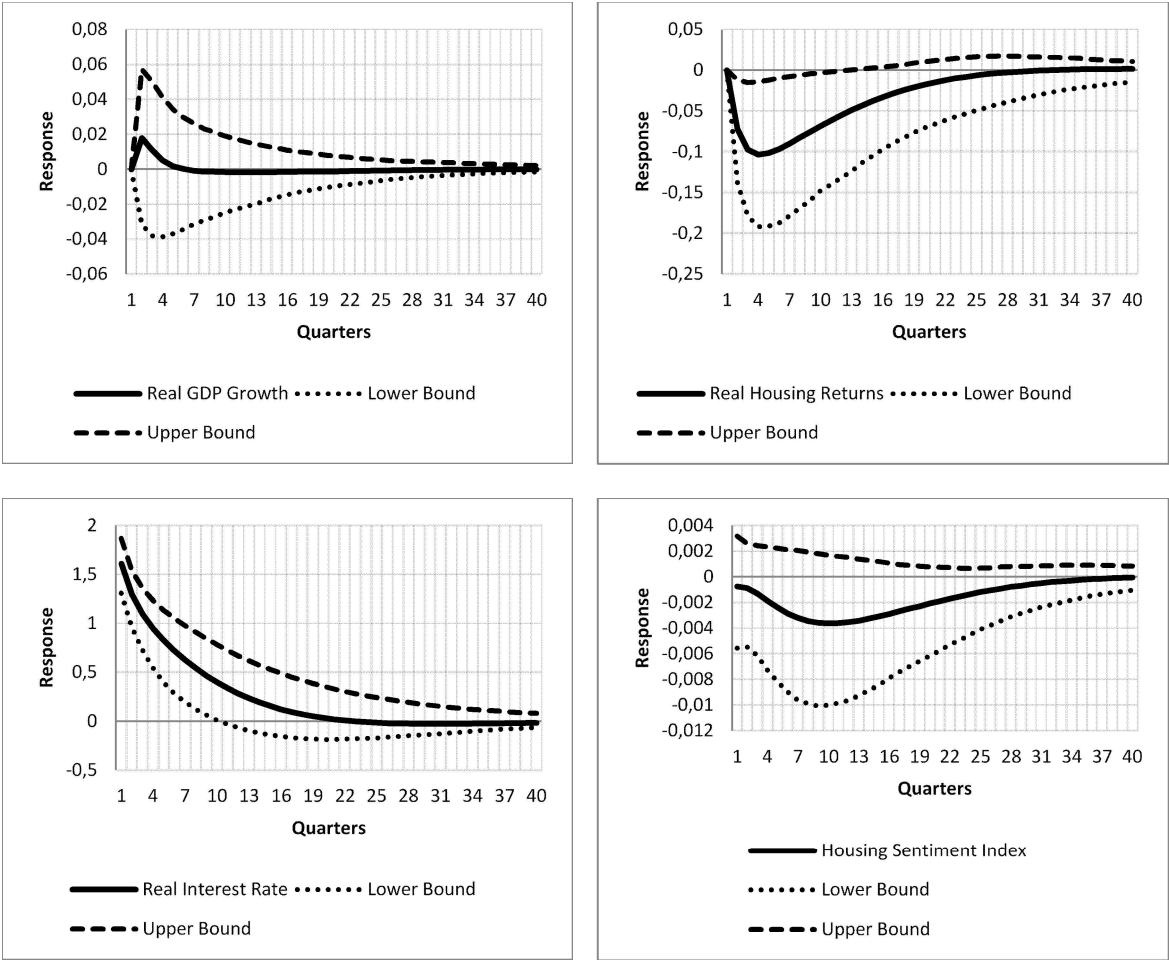 0,08
0,06
0,04
0,02
0
-0,02
-0,04
-0,06
Response
1 4 7 10 13 16 19 22 25 28 31 34 37 40
Quarters
Real GDP Growth Lower Bound
Upper Bound
0,05
0
-0,05
-0,1
-0,15
-0,2
-0,25
Response
1 4 7 10 13 16 19 22 25 28 31 34 37 40
Quarters
Real Housing Returns Lower Bound
Upper Bound
2
1,5
1
0,5
0
-0,5
Response
1 4 7 10 13 16 19 22 25 28 31 34 37 40
Quarters
Real Interest Rate Lower Bound
Upper Bound
0,004
0,002
0
-0,002
-0,004
-0,006
-0,008
-0,01
-0,012
Response
1 4 7 10 13 16 19 22 25 28 31 34 37 40
Quarters
Housing Sentiment Index
Lower Bound
Upper Bound